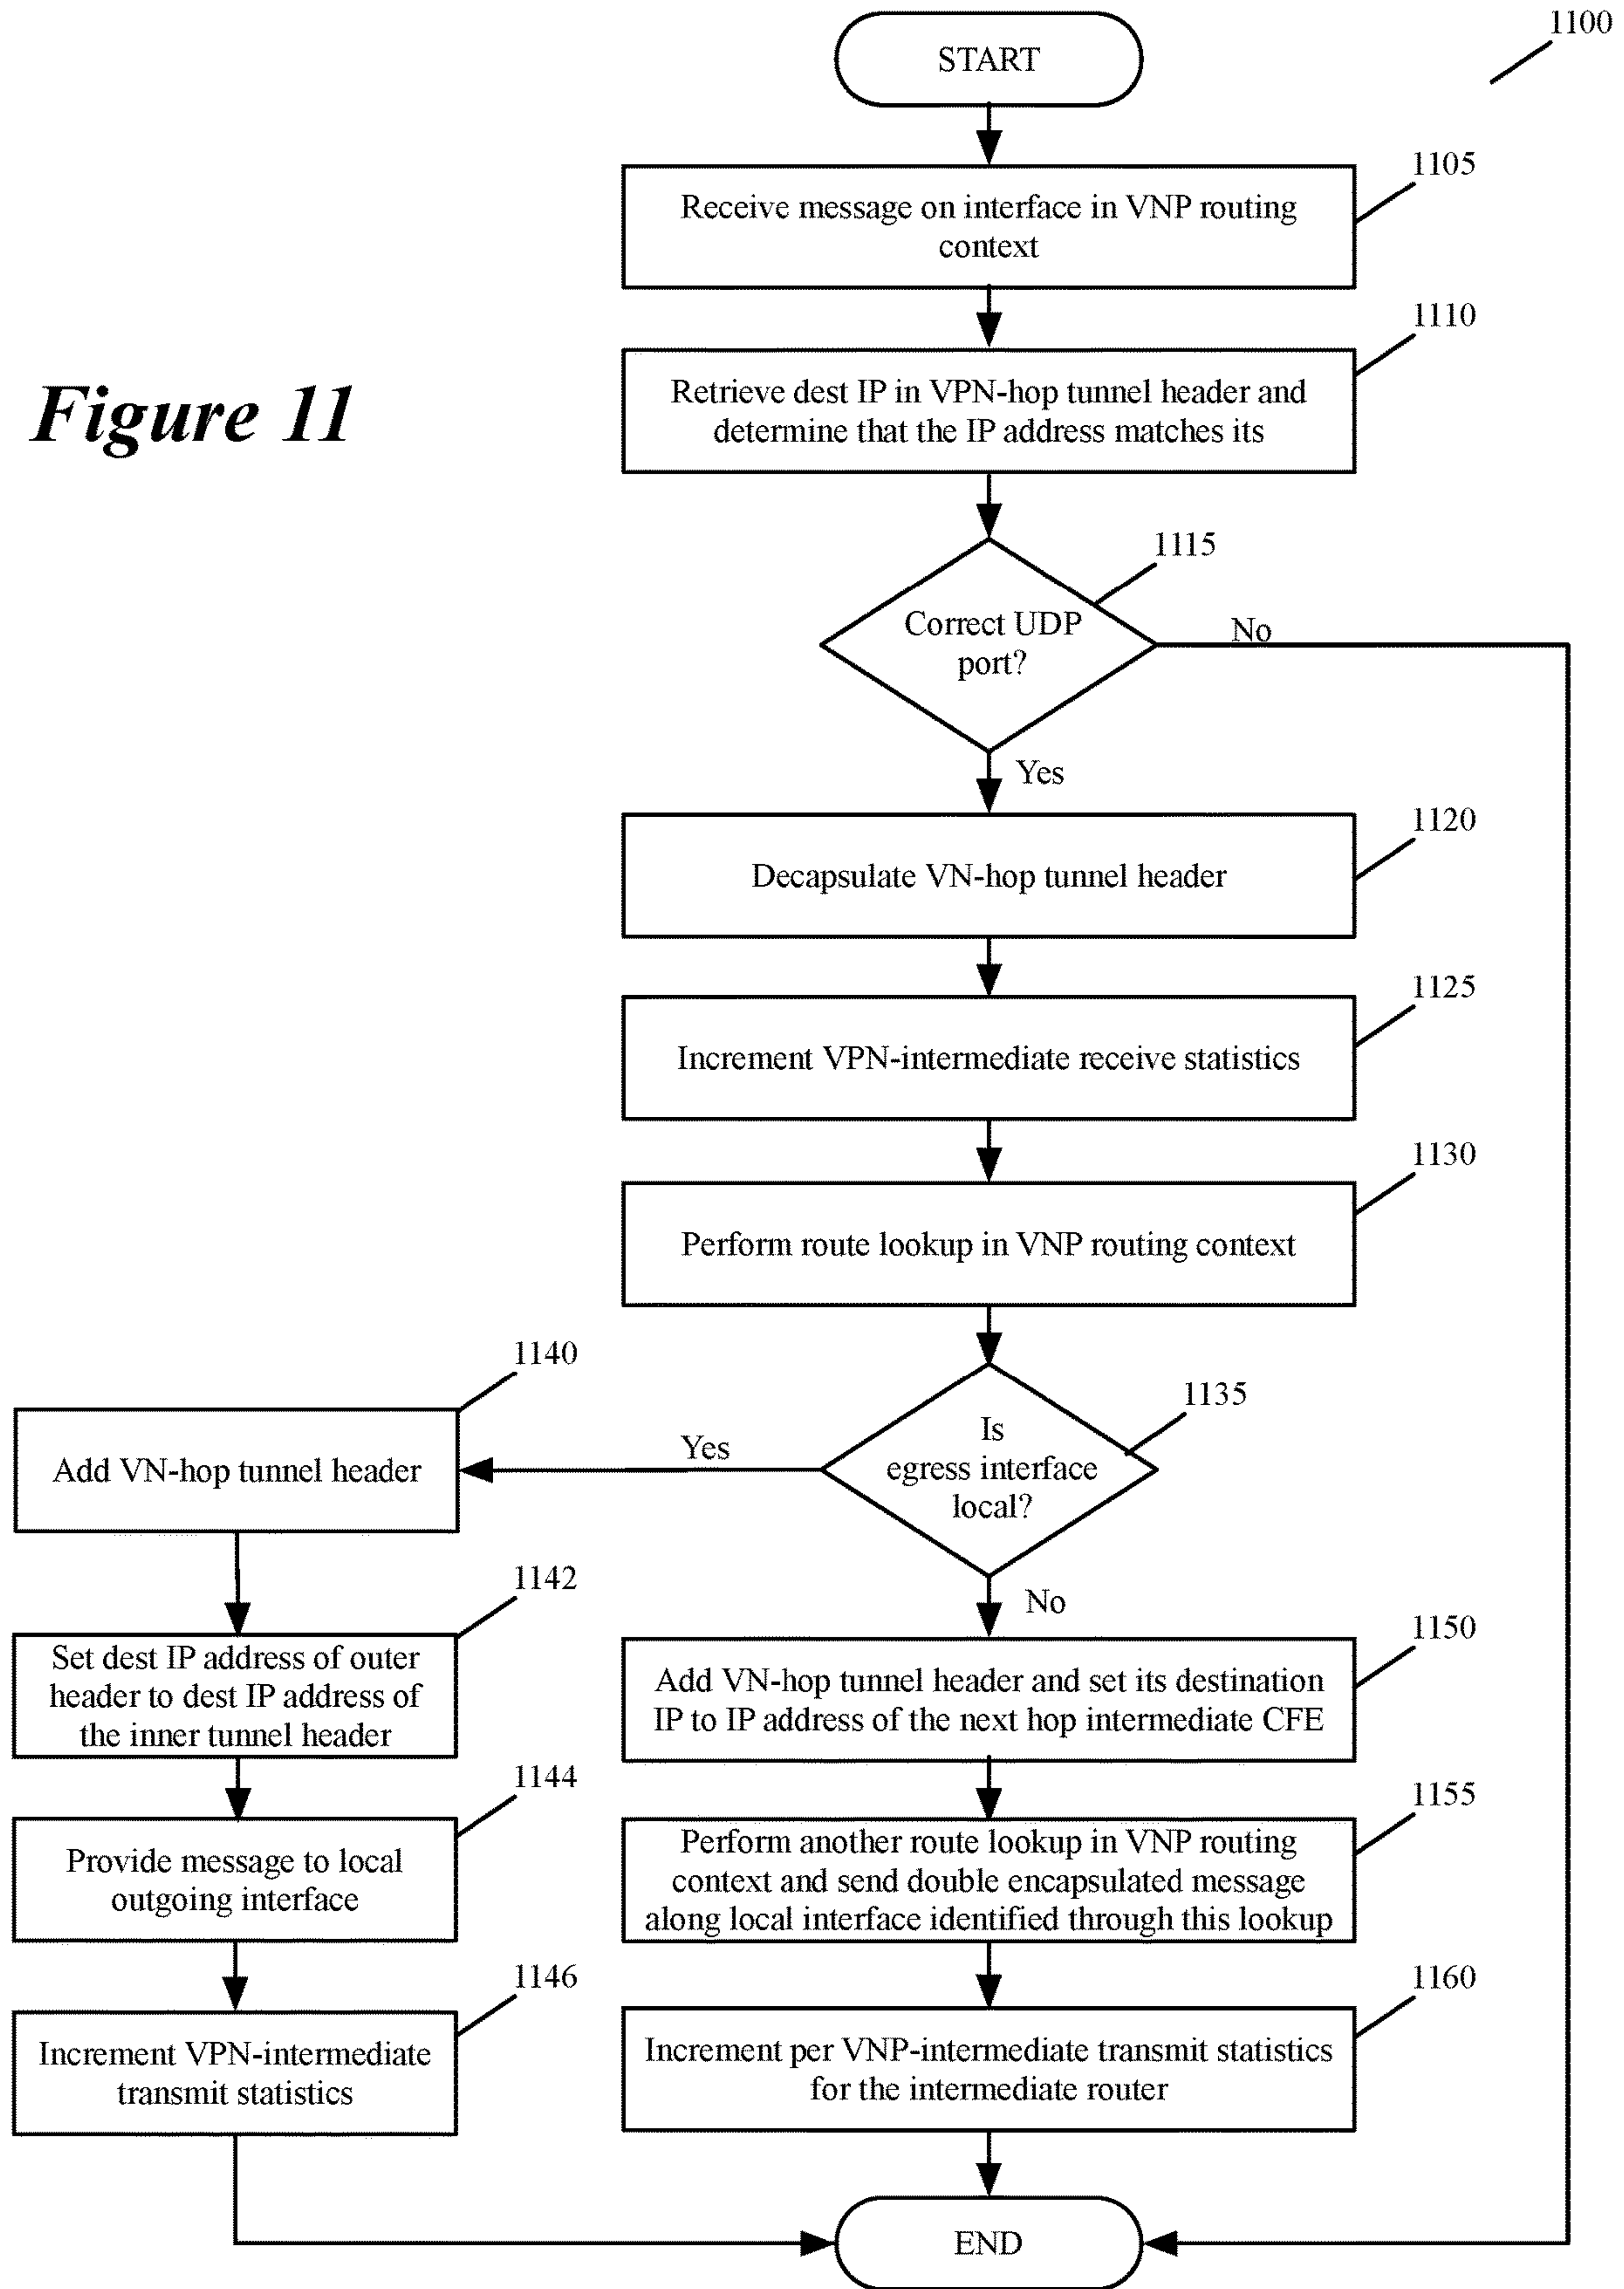 1100
START
1105
Receive message on interface in VNP routing
context
1110
Retrieve dest IP in VPN-hop tunnel header and
determine that the IP address matches its
Figure 11
1115
Correct UDP
port?
No
Yes
1120
Decapsulate VN-hop tunnel header
1125
Increment VPN-intermediate receive statistics
1130
Perform route lookup in VNP routing context
1135
Is
egress interface
local?
Yes
1140
Add VN-hop tunnel header
1142
Set dest IP address of outer
header to dest IP address of
the inner tunnel header
1144
Provide message to local
outgoing interface
1146
Increment VPN-intermediate
transmit statistics
No
1150
Add VN-hop tunnel header and set its destination
IP to IP address of the next hop intermediate CFE
1155
Perform another route lookup in VNP routing
context and send double encapsulated message
along local interface identified through this lookup
1160
Increment per VNP-intermediate transmit statistics
for the intermediate router
END